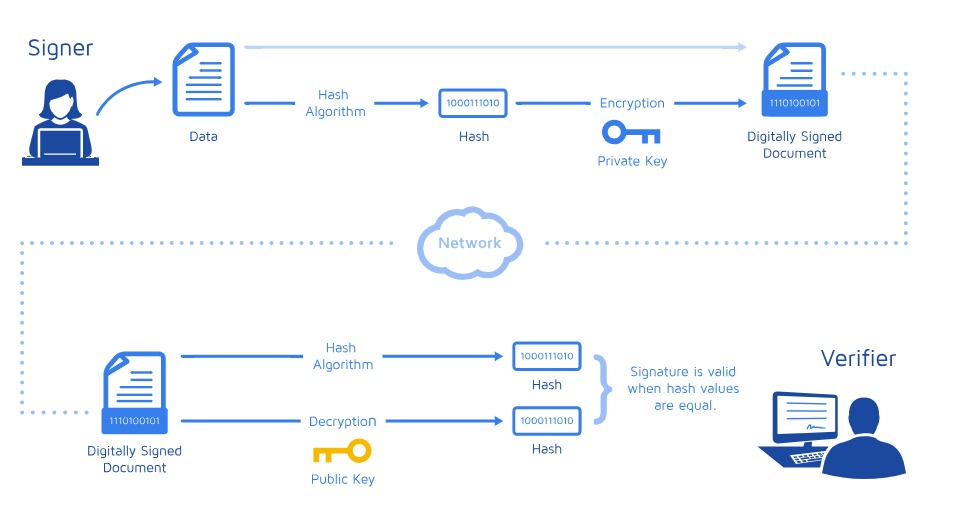 Signer
Hash
Algorithm
1000111010
Encryption
1110100101
Data
Hash
Private Key
Digitally Signed
Document
Network
Hash
Algorithm
1000111010
Hash
Verifier
Signature is valid
when hash values
are equal.
1110100101
Decryption
1000111010
Hash
Digitally Signed
Document
Public Key